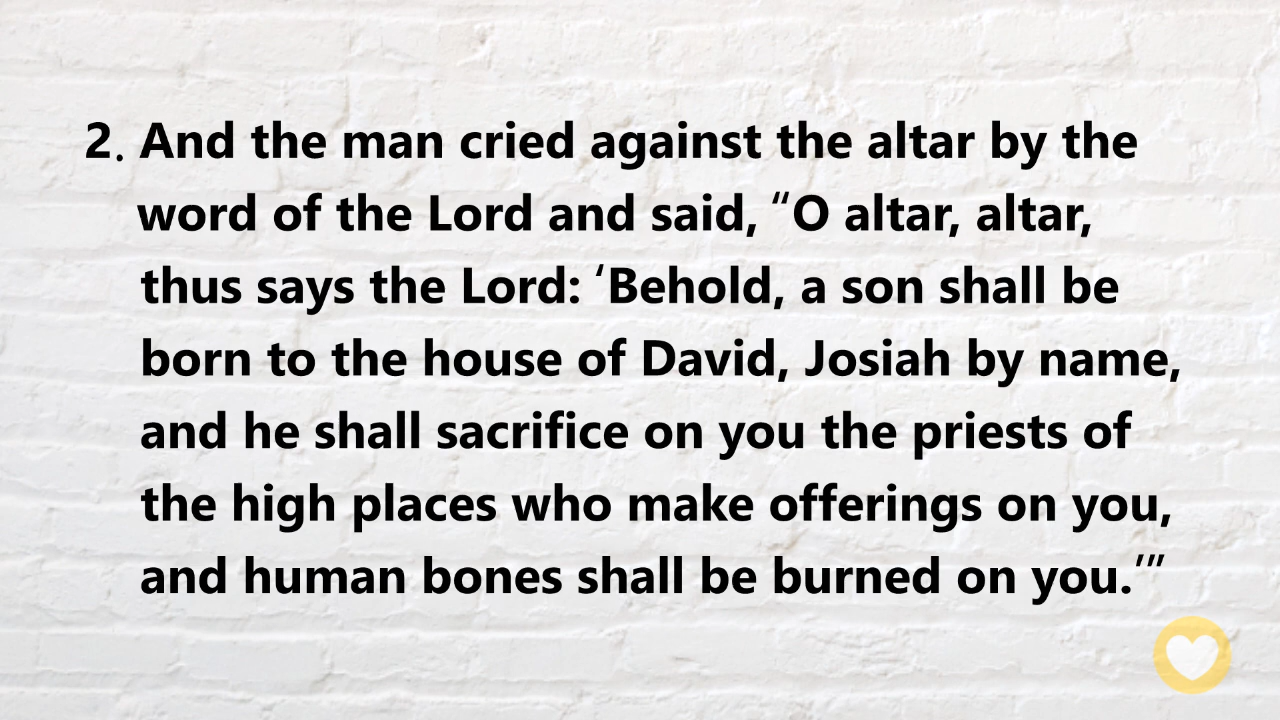 2. And the man cried against the altar by the
word of the Lord and said, “O altar, altar,
thus says the Lord: ‘Behold, a son shall be
born to the house of David, Josiah by name,
and he shall sacrifice on you the priests of
the high places who make offerings on you,
and human bones shall be burned on you.’”